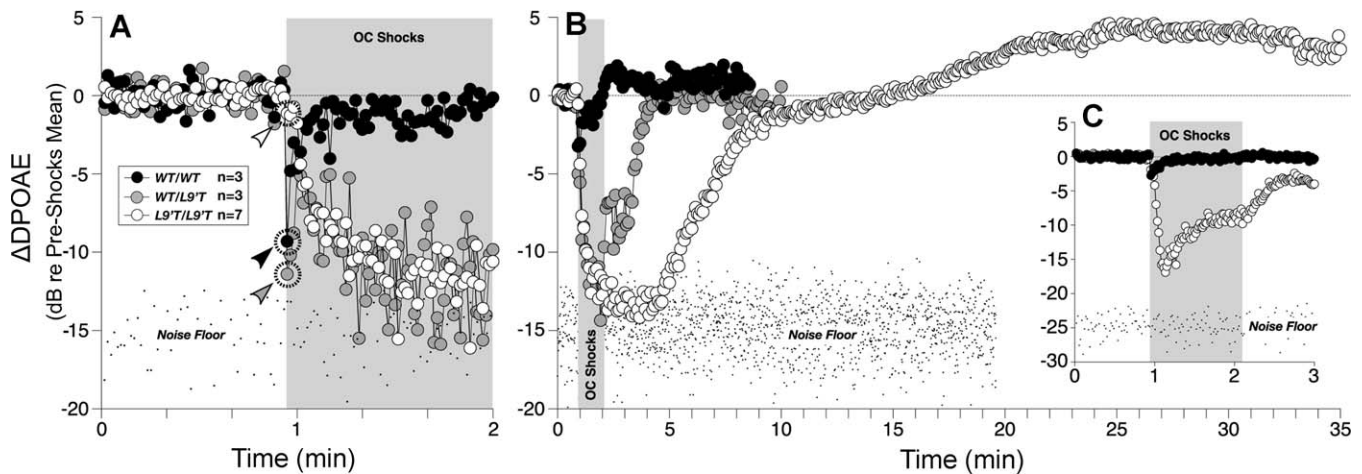 A
OC Shocks
5
0
-5
-10
-15
-20
ΔDPOAE
(dB re Pre-Shocks Mean)
WT/WT n=3
WT/L9'T n=3
L9'T/L9'T n=7
Noise Floor
0
1
2
Time (min)
B
5
0
-5
-10
-15
-20
OC Shocks
Noise Floor
0
5
10
15
20
25
30
35
Time (min)
C
OC Shocks
5
0
-5
-10
-15
-20
-25
-30
Noise Floor
0
1
2
3